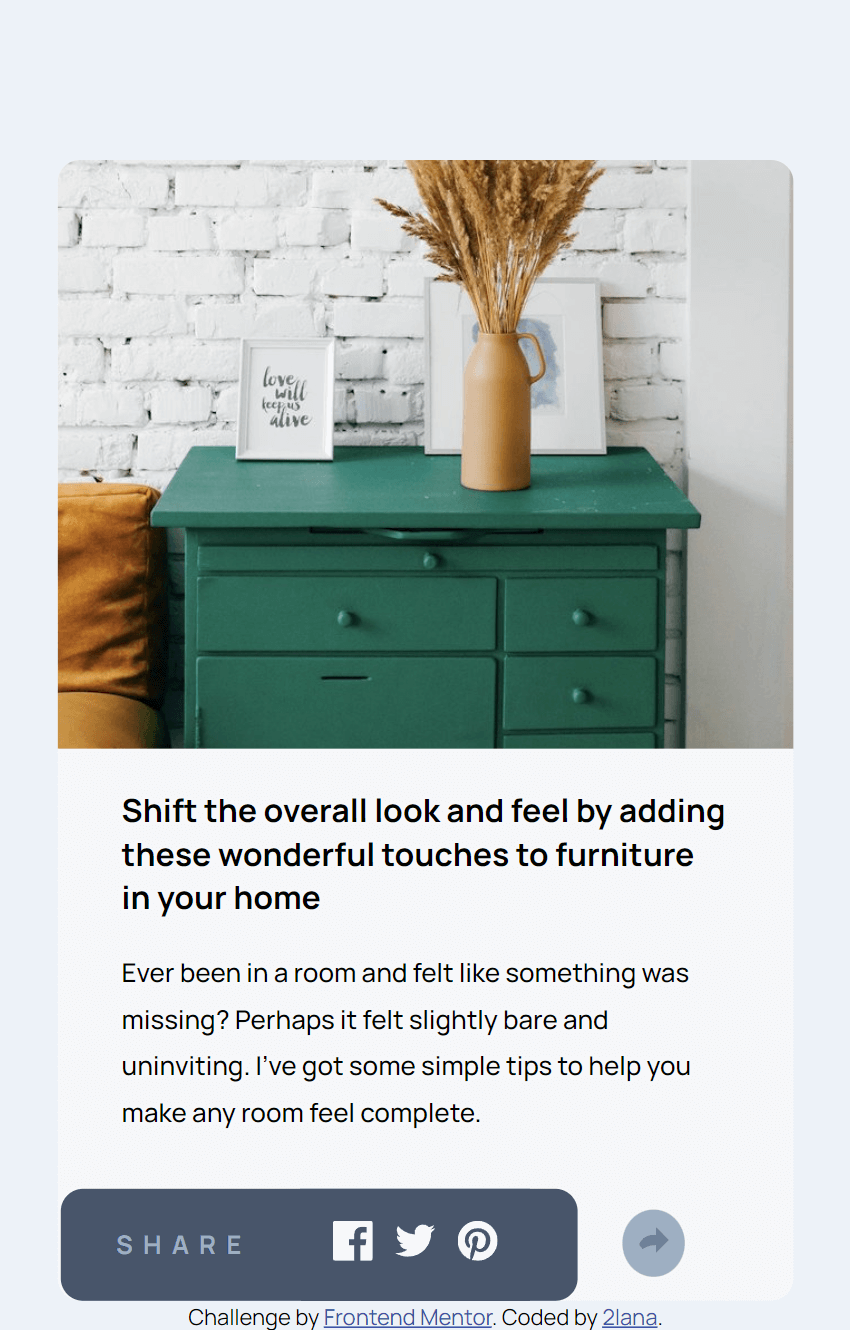 love
will
keep us
alive
Shift the overall look and feel by adding
these wonderful touches to furniture
in your home
Ever been in a room and felt like something was
missing? Perhaps it felt slightly bare and
uninviting. I’ve got some simple tips to help you
make any room feel complete.
SHARE
Challenge by Frontend Mentor. Coded by 2lana.